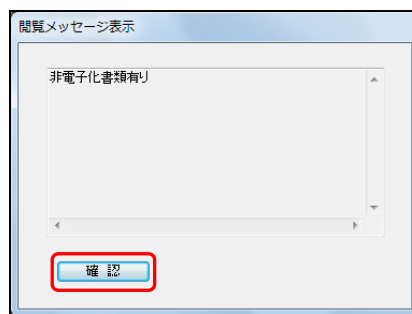 閲覧メッセージ表示
非電子化書類有り
確 認